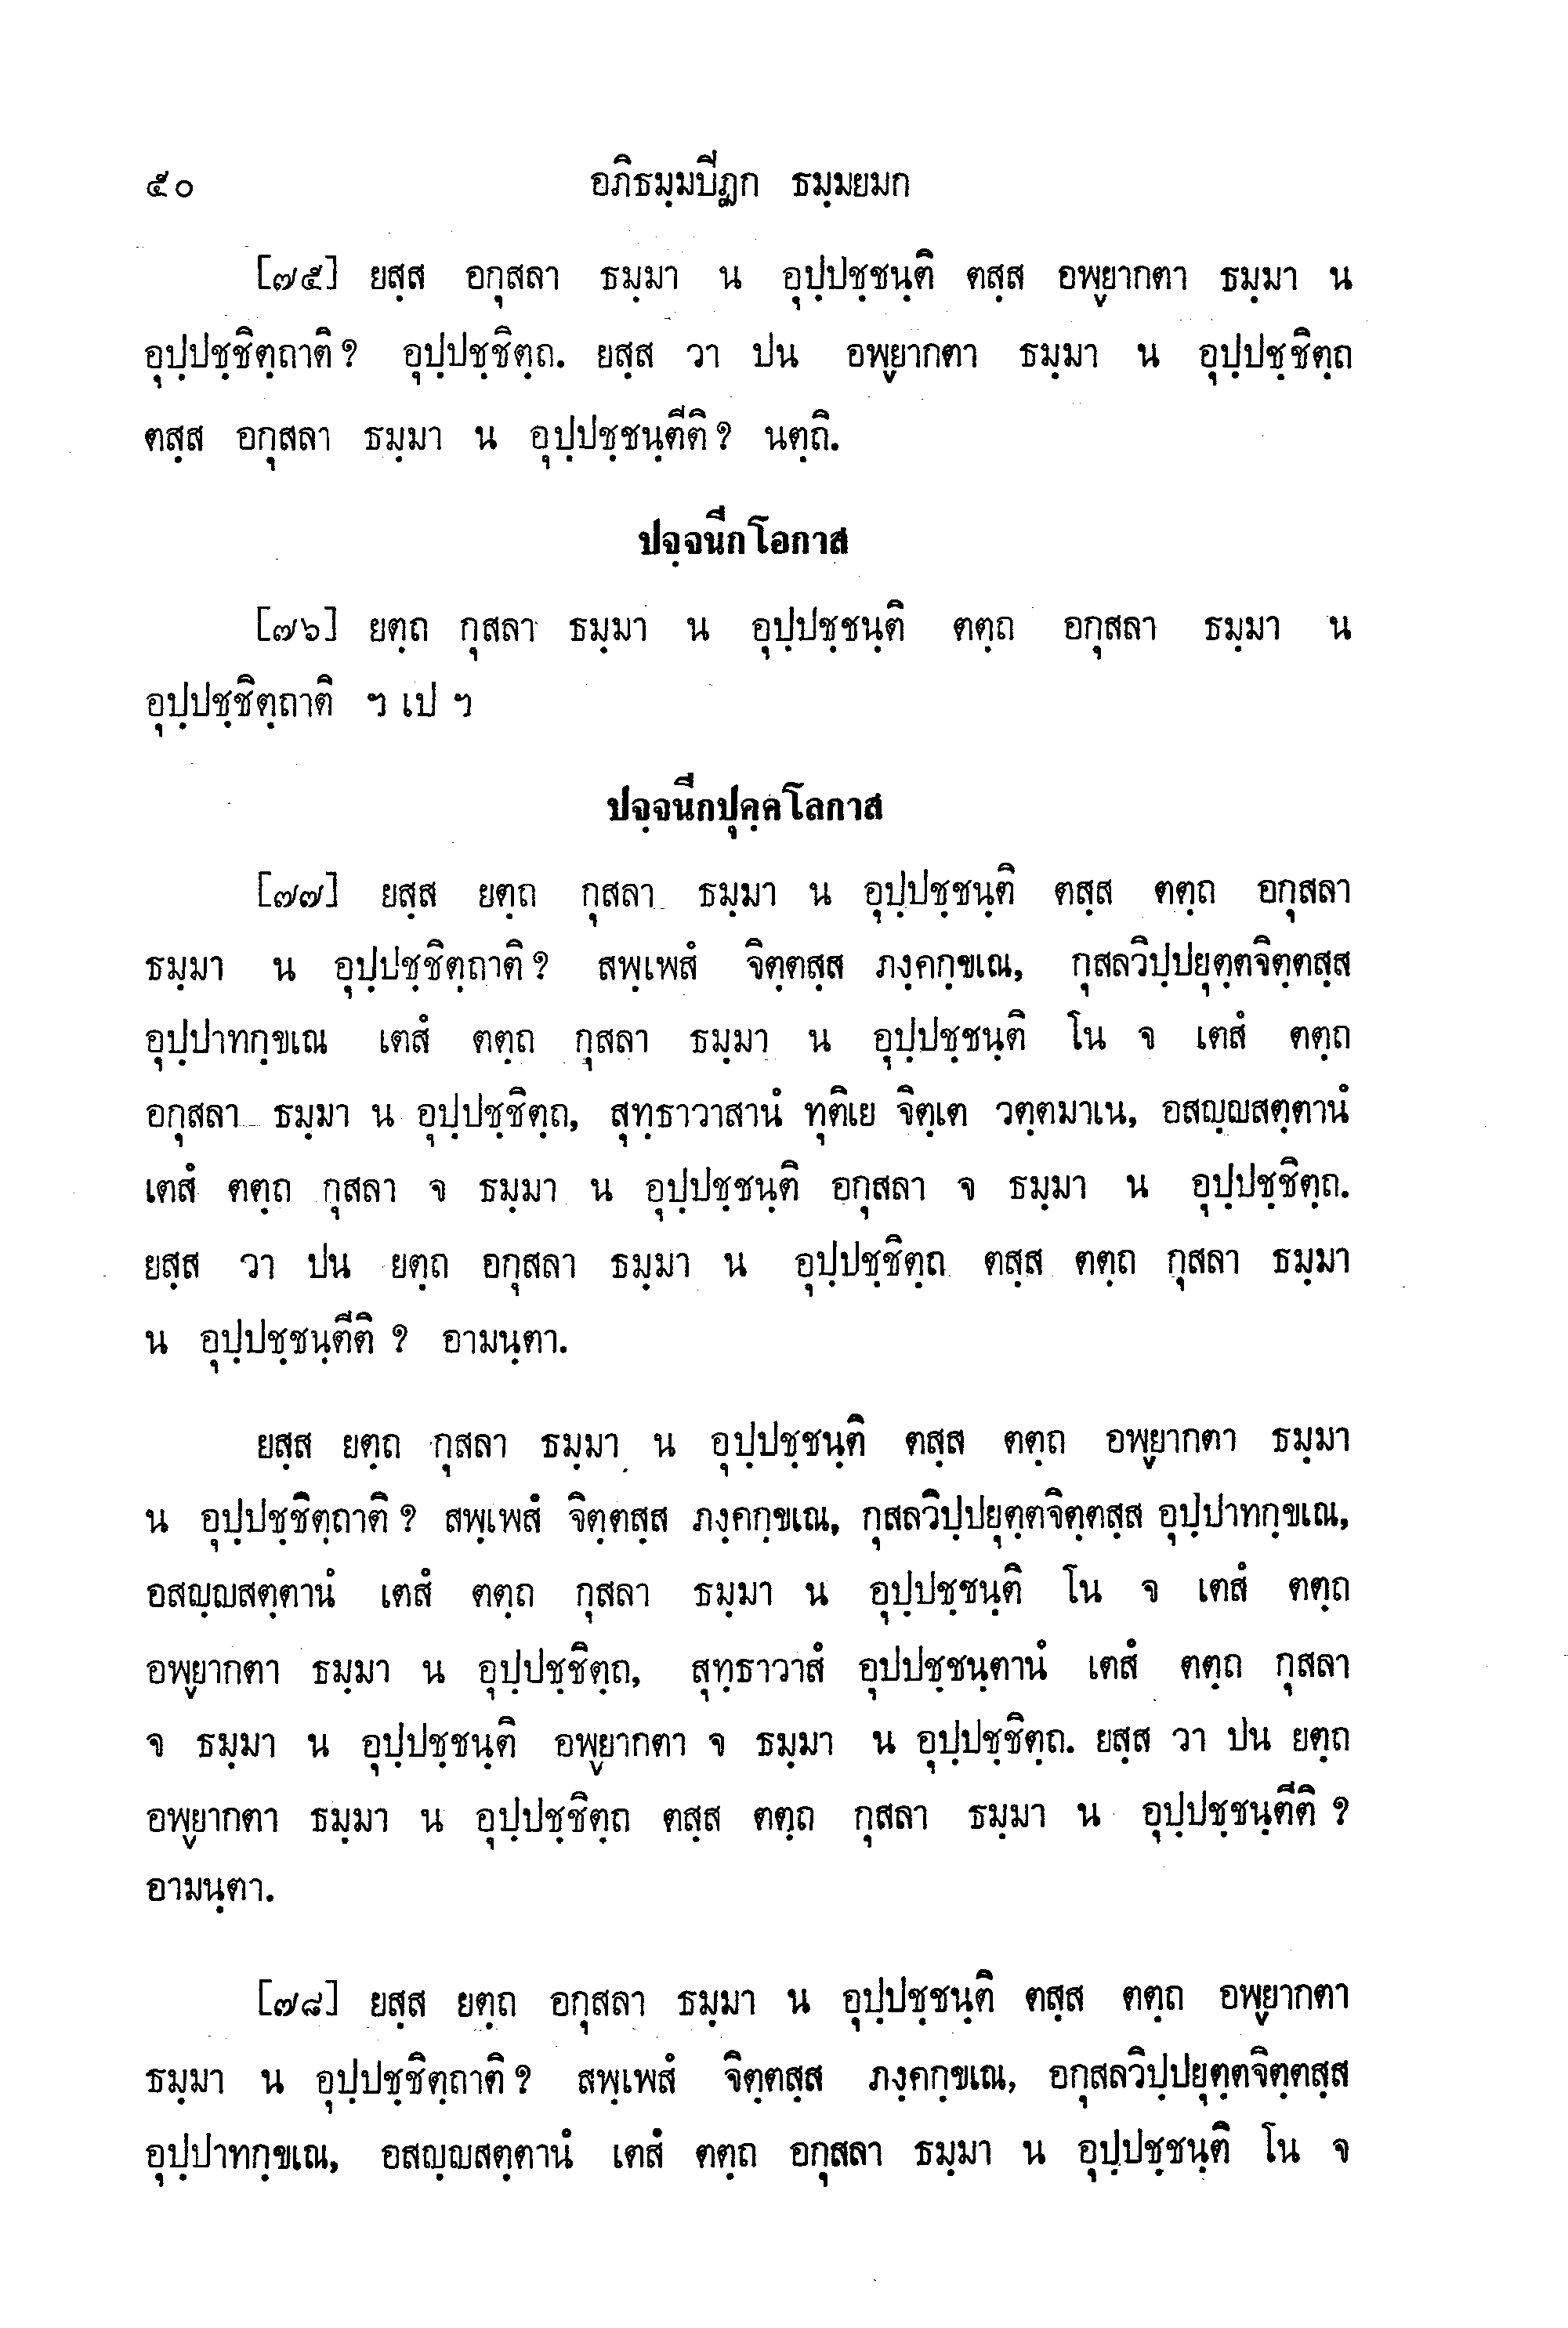 ๕๐ อภิธมฺมปีฏก ธมฺมยมก
[๗๕] ยสฺส อกุสลา ธมฺมา น อุปฺปชฺชนฺติ ตสฺส อพฺยากตา ธมฺมา น
อุปฺปชฺชิตฺถาติ? อุปฺปชฺชิตฺถ. ยสฺส วา ปน อพฺยากตา ธมฺมา น อุปฺปชฺชิตฺถ
ตสฺส อกุสลา ธมฺมา น อุปฺปชฺชนฺตีติ? นตฺถิ.
ปจฺจนีกโอกาส
[๗๖] ยตฺถ กุสลา ธมฺมา น อุปฺปชฺชนฺติ ตตฺถ อกุสลา ธมฺมา น
อุปฺปชฺชิตฺถาติ ฯ เป ฯ
ปจฺจนีกปุคฺคโลกาส
[๗๗] ยสฺส ยตฺถ กุสลา ธมฺมา น อุปฺปชฺชนฺติ ตสฺส ตตฺถ อกุสลา
ธมฺมา น อุปฺปชฺชิตฺถาติ? สพฺเพสํ จิตฺตสฺส ภงฺคกฺขเณ, กุสลวิปฺปยุตฺตจิตฺตสฺส
อุปฺปาทกฺขเณ เตสํ ตตฺถ กุสลา ธมฺมา น อุปฺปชฺชนฺติ โน จ เตสํ ตตฺถ
อกุสลา ธมฺมา น อุปฺปชฺชิตฺถ, สุทฺธาวาสานํ ทุติเย จิตฺเต วตฺตมาเน, อสญฺญสตฺตานํ
เตสํ ตตฺถ กุสลา จ ธมฺมา น อุปฺปชฺชนฺติ อกุสลา จ ธมฺมา น อุปฺปชฺชิตฺถ.
ยสฺส วา ปน ยตฺถ อกุสลา ธมฺมา น อุปฺปชฺชิตฺถ ตสฺส ตตฺถ กุสลา ธมฺมา
น อุปฺปชฺชนฺตีติ ? อามนฺตา.
ยสฺส ยตฺถ กุสลา ธมฺมา น อุปฺปชฺชนฺติ ตสฺส ตตฺถ อพฺยากตา ธมฺมา
น อุปฺปชฺชิตฺถาติ? สพฺเพสํ จิตฺตสฺส ภงฺคกฺขเณ, กุสลวิปฺปยุตฺตจิตฺตสฺส อุปฺปาทกฺขเณ,
อสญฺญสตฺตานํ เตสํ ตตฺถ กุสลา ธมฺมา น อุปฺปชฺชนฺติ โน จ เตสํ ตตฺถ
อพฺยากตา ธมฺมา น อุปฺปชฺชิตฺถ, สุทฺธาวาสํ อุปปชฺชนฺตานํ เตสํ ตตฺถ กุสลา
จ ธมฺมา น อุปฺปชฺชนฺติ อพฺยากตา จ ธมฺมา น อุปฺปชฺชิตฺถ. ยสฺส วา ปน ยตฺถ
อพฺยากตา ธมฺมา น อุปฺปชฺชิตฺถ ตสฺส ตตฺถ กุสลา ธมฺมา น อุปฺปชฺชนฺตีติ ?
อามนฺตา.
[๗๘] ยสฺส ยตฺถ อกุสลา ธมฺมา น อุปฺปชฺชนฺติ ตสฺส ตตฺถ อพฺยากตา
ธมฺมา น อุปฺปชฺชิตฺถาติ? สพฺเพสํ จิตฺตสฺส ภงฺคกฺขเณ, อกุสลวิปฺปยุตฺตจิตฺตสฺส
อุปฺปาทกฺขเณ, อสญฺญสตฺตานํ เตสํ ตตฺถ อกุสลา ธมฺมา น อุปฺปชฺชนฺติ โน จ